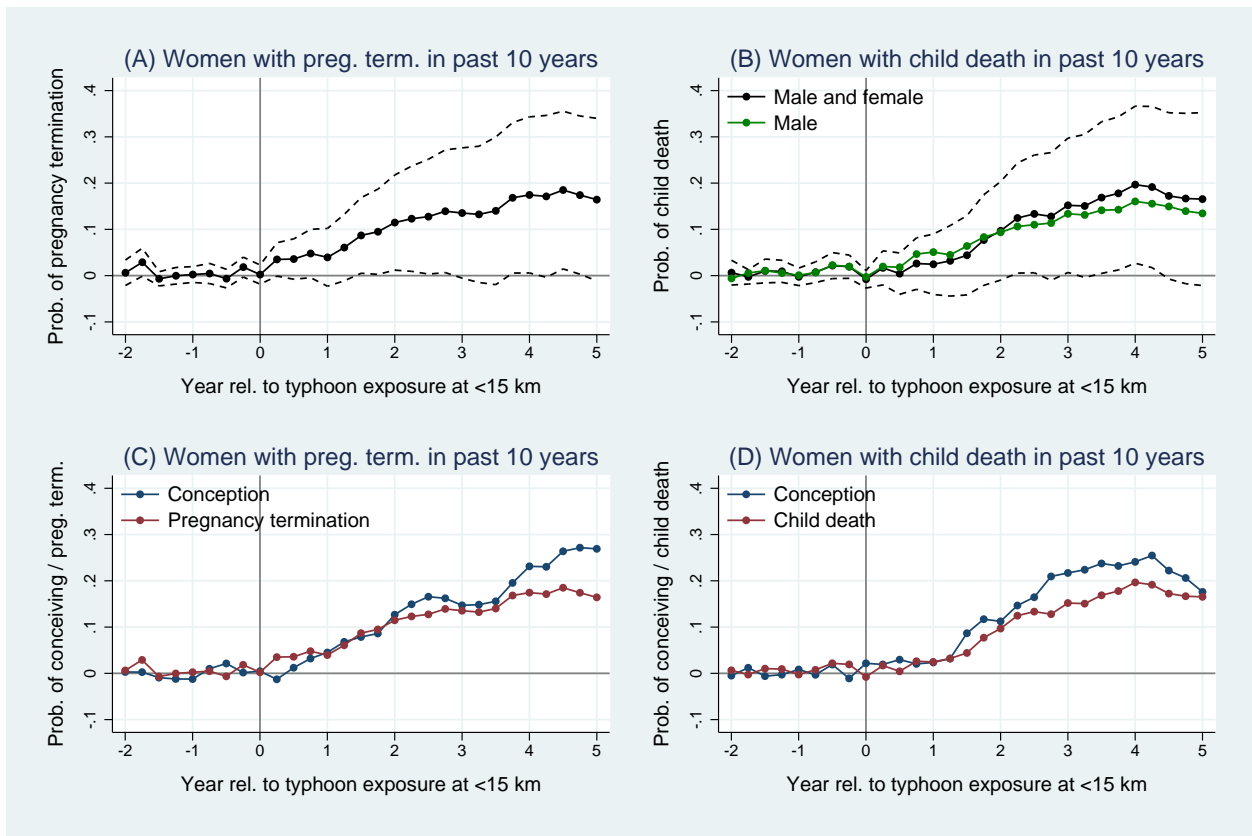 (A) Women with preg. term. in past 10 years
Prob. of pregnancy termination
.4
.3
.2
.1
0
-.1
-2 -1 0 1 2 3 4 5
Year rel. to typhoon exposure at <15 km
(B) Women with child death in past 10 years
Prob. of child death
.4
.3
.2
.1
0
-.1
Male and female
Male
-2 -1 0 1 2 3 4 5
Year rel. to typhoon exposure at <15 km
(C) Women with preg. term. in past 10 years
Prob. of conceiving / preg. term.
.4
.3
.2
.1
0
-.1
Conception
Pregnancy termination
-2 -1 0 1 2 3 4 5
Year rel. to typhoon exposure at <15 km
(D) Women with child death in past 10 years
Prob. of conceiving / child death
.4
.3
.2
.1
0
-.1
Conception
Child death
-2 -1 0 1 2 3 4 5
Year rel. to typhoon exposure at <15 km